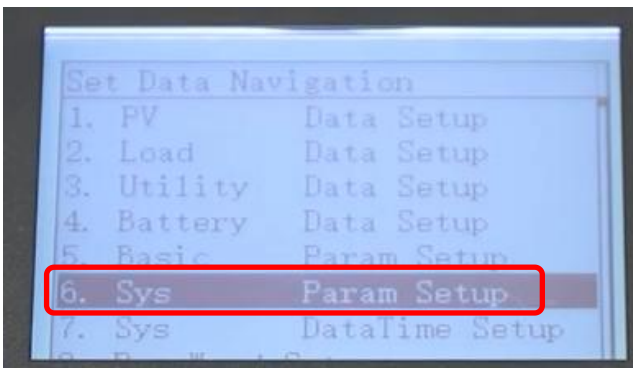 Set Data Navigation
1. PV Data Setup
2. Load Data Setup
3. Utility Data Setup
4. Battery Data Setup
5. Basic Param Setup
6. Sys Param Setup
7. Sys DataTime Setup